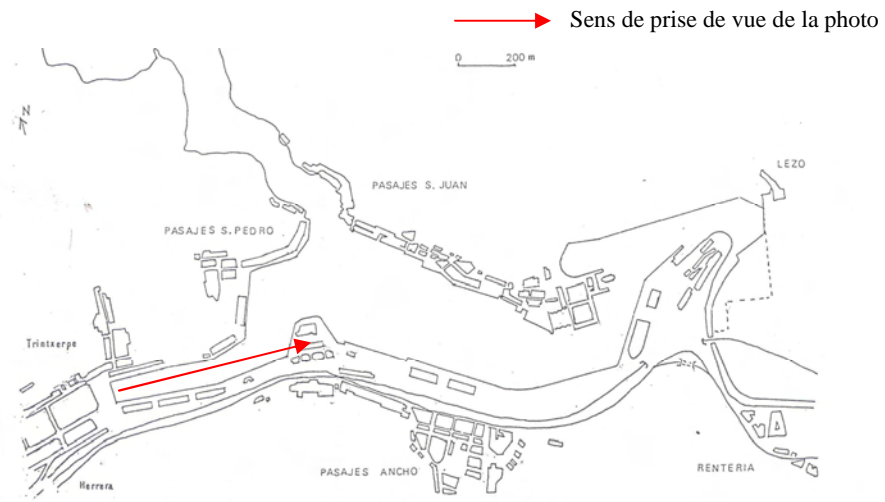 Sens de prise de vue de la photo
0 200 m
N
LEZO
PASAJES S. JUAN
PASAJES S. PEDRO
Trintxerpe
PASAJES ANCHO
RENTERIA
Herrera